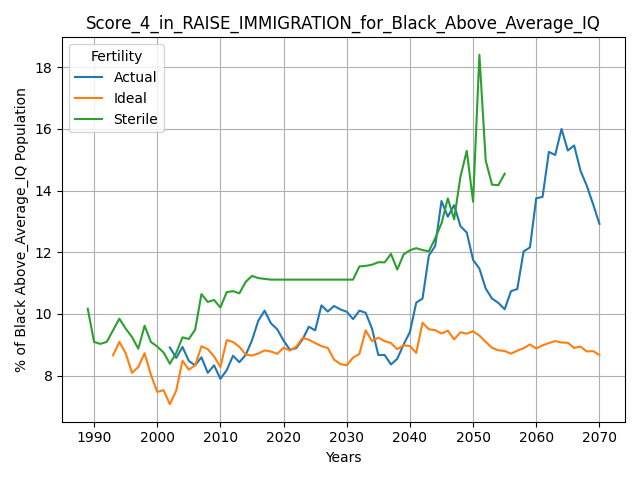 Score_4_in_RAISE_IMMIGRATION_for_Black_Above_Average_IQ
Fertility
Actual
Ideal
Sterile
% of Black Above_Average_IQ Population
18
16
14
12
10
8
1990 2000 2010 2020 2030 2040 2050 2060 2070
Years